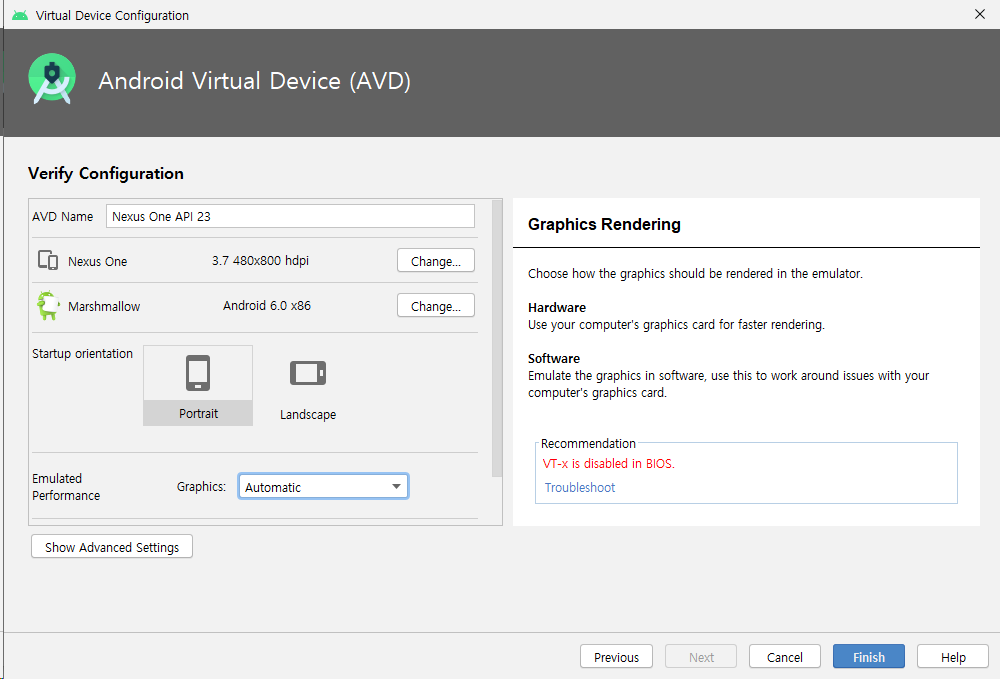 Virtual Device Configuration
Android Virtual Device (AVD)
Verify Configuration
AVD Name
Nexus One API 23
Nexus One
3.7 480x800 hdpi
Change...
Marshmallow
Android 6.0 x86
Change...
Startup orientation
Portrait
Landscape
Emulated
Performance
Graphics:
Automatic
Show Advanced Settings
Graphics Rendering
Choose how the graphics should be rendered in the emulator.
Hardware
Use your computer's graphics card for faster rendering.
Software
Emulate the graphics in software, use this to work around issues with your
computer's graphics card.
Recommendation
VT-x is disabled in BIOS.
Troubleshoot
Previous
Next
Cancel
Finish
Help